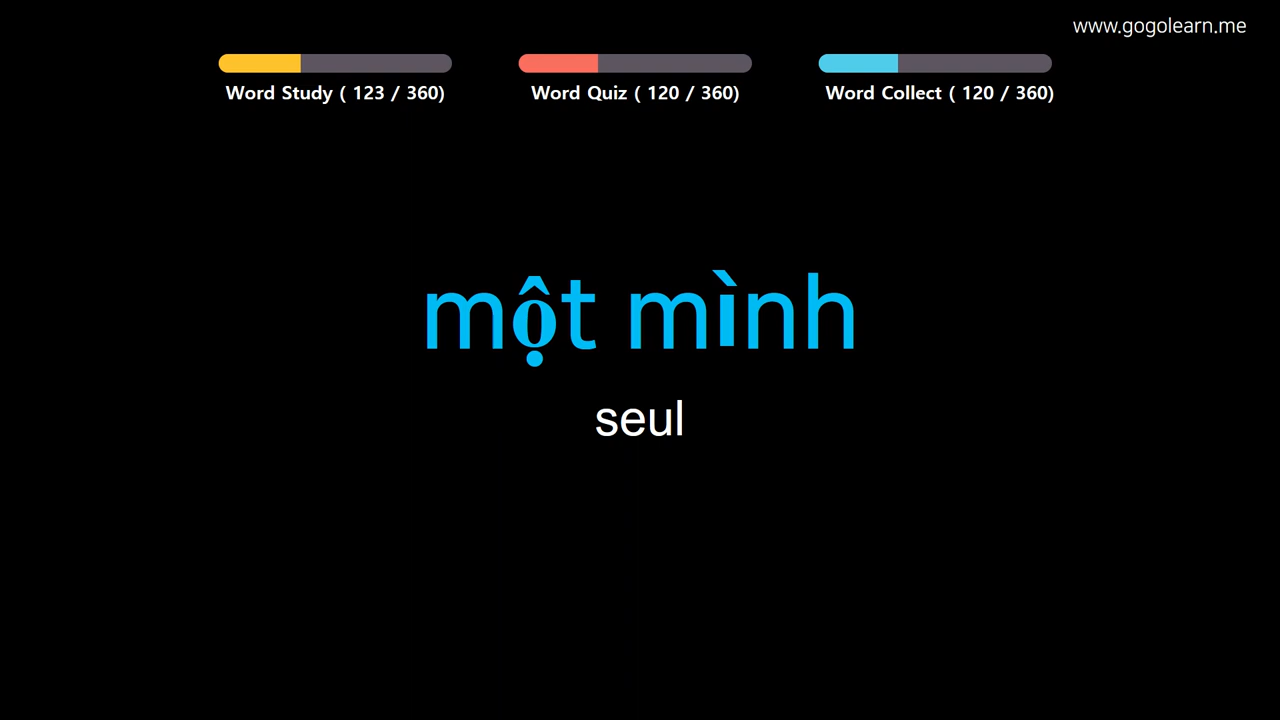 www.gogolearn.me
Word Study ( 123 / 360)
Word Quiz ( 120 / 360)
Word Collect ( 120 / 360)
một mình
seul